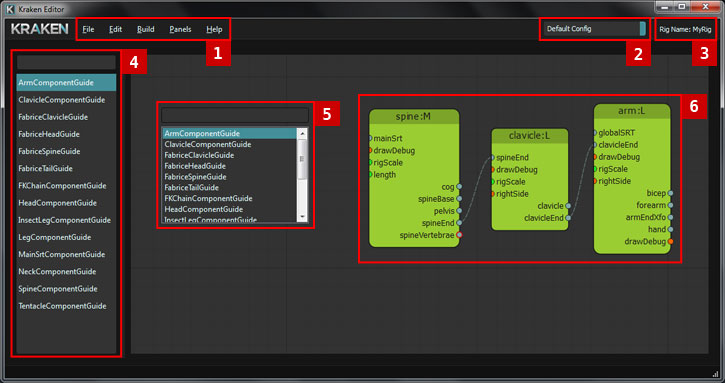 Kraken Editor
KRAKEN File Edit Build Panels Help Default Config Rig Name: MyRig
1 2 3
4
ArmComponentGuide
ClavicleComponentGuide
FabriceClavicleGuide
FabriceHeadGuide
FabriceSpineGuide
FabriceTailGuide
FKChainComponentGuide
HeadComponentGuide
InsectLegComponentGuide
LegComponentGuide
MainSrtComponentGuide
NeckComponentGuide
SpineComponentGuide
TentacleComponentGuide
5
ArmComponentGuide
ClavicleComponentGuide
FabriceClavicleGuide
FabriceHeadGuide
FabriceSpineGuide
FabriceTailGuide
FKChainComponentGuide
HeadComponentGuide
InsectLegComponentGuide
6
spine:M
mainSrt
drawDebug
rigScale
length
cog
spineBase
pelvis
spineEnd
spineVertebrae
clavicle:L
spineEnd
drawDebug
rigScale
rightSide
clavicle
clavicleEnd
arm:L
globalSRT
clavicleEnd
drawDebug
rigScale
rightSide
bicep
forearm
armEndXfo
hand
drawDebug